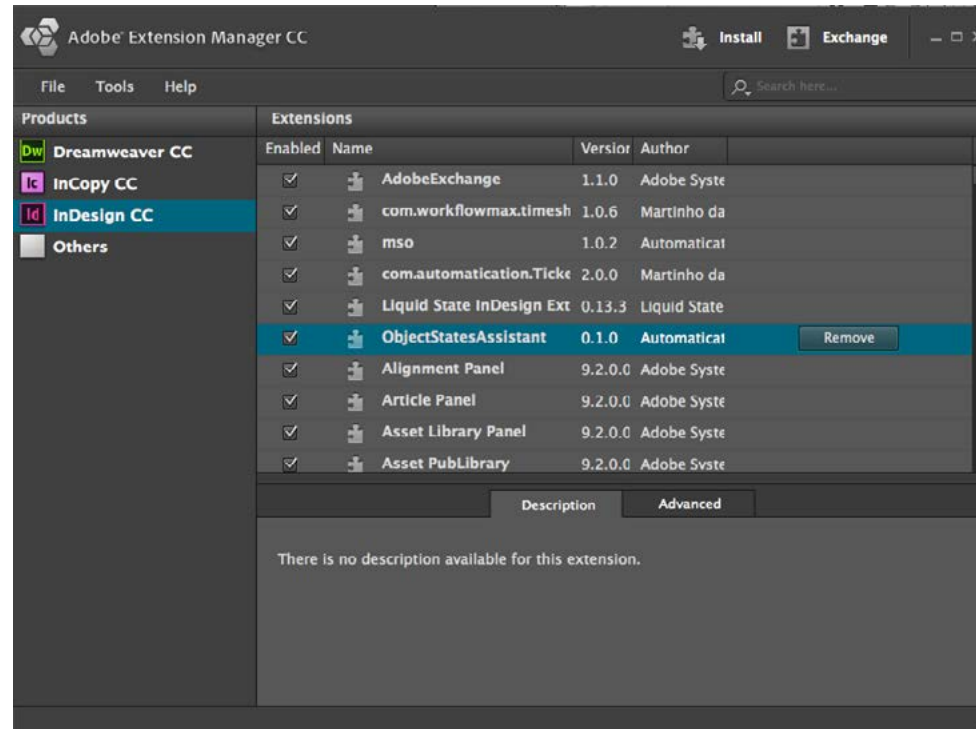 Adobe® Extension Manager CC
Install
Exchange
File Tools Help
Search here...
Products
Extensions
Dw Dreamweaver CC
Ic InCopy CC
Id InDesign CC
Others
Enabled Name Version Author
AdobeExchange 1.1.0 Adobe Syste
com.workflowmax.timesh 1.0.6 Martinho da
mso 1.0.2 Automaticat
com.automatication.Ticke 2.0.0 Martinho da
Liquid State InDesign Ext 0.13.3 Liquid State
ObjectStatesAssistant 0.1.0 Automaticat Remove
Alignment Panel 9.2.0.0 Adobe Syste
Article Panel 9.2.0.0 Adobe Syste
Asset Library Panel 9.2.0.0 Adobe Syste
Asset PubLibrary 9.2.0.0 Adobe Syste
Description Advanced
There is no description available for this extension.